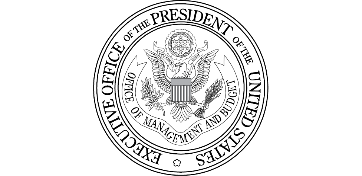 EXECUTIVE OFFICE OF THE PRESIDENT OF THE UNITED STATES
OFFICE OF MANAGEMENT AND BUDGET